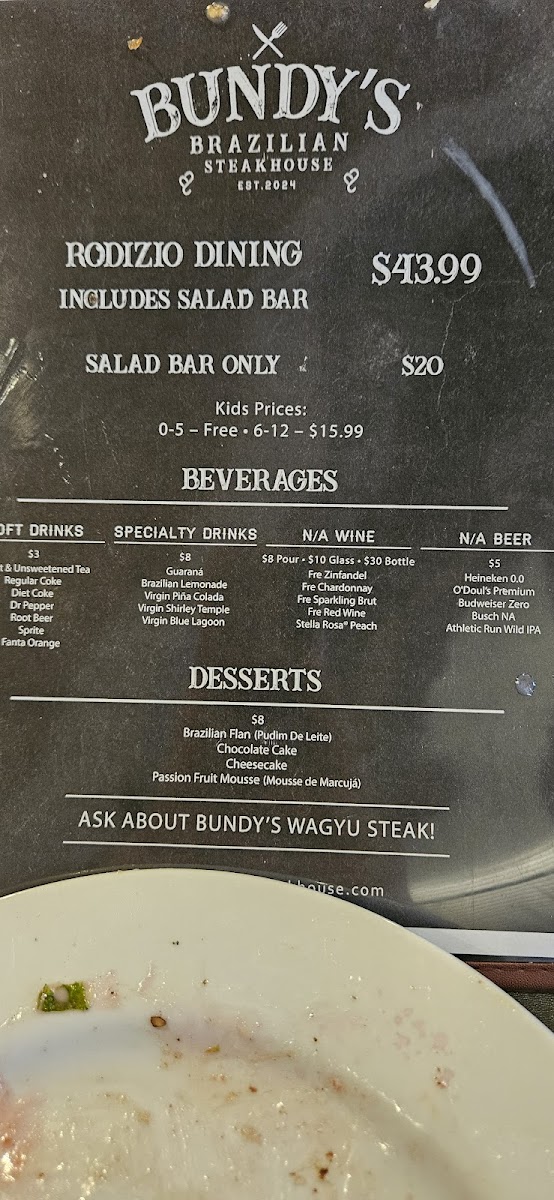 BUNDY'S
BRAZILIAN
STEAKHOUSE
EST.2024
RODIZIO DINING $43.99
INCLUDES SALAD BAR
SALAD BAR ONLY $20
Kids Prices:
0-5 – Free • 6-12 – $15.99
BEVERAGES
OFT DRINKS
$3
t & Unsweetened Tea
Regular Coke
Diet Coke
Dr Pepper
Root Beer
Sprite
Fanta Orange
SPECIALTY DRINKS
$8
Guaraná
Brazilian Lemonade
Virgin Piña Colada
Virgin Shirley Temple
Virgin Blue Lagoon
N/A WINE
$8 Pour • $10 Glass • $30 Bottle
Fre Zinfandel
Fre Chardonnay
Fre Sparkling Brut
Fre Red Wine
Stella Rosa® Peach
N/A BEER
$5
Heineken 0.0
O'Doul's Premium
Budweiser Zero
Busch NA
Athletic Run Wild IPA
DESSERTS
$8
Brazilian Flan (Pudim De Leite)
Chocolate Cake
Cheesecake
Passion Fruit Mousse (Mousse de Marcujá)
ASK ABOUT BUNDY'S WAGYU STEAK!
house.com